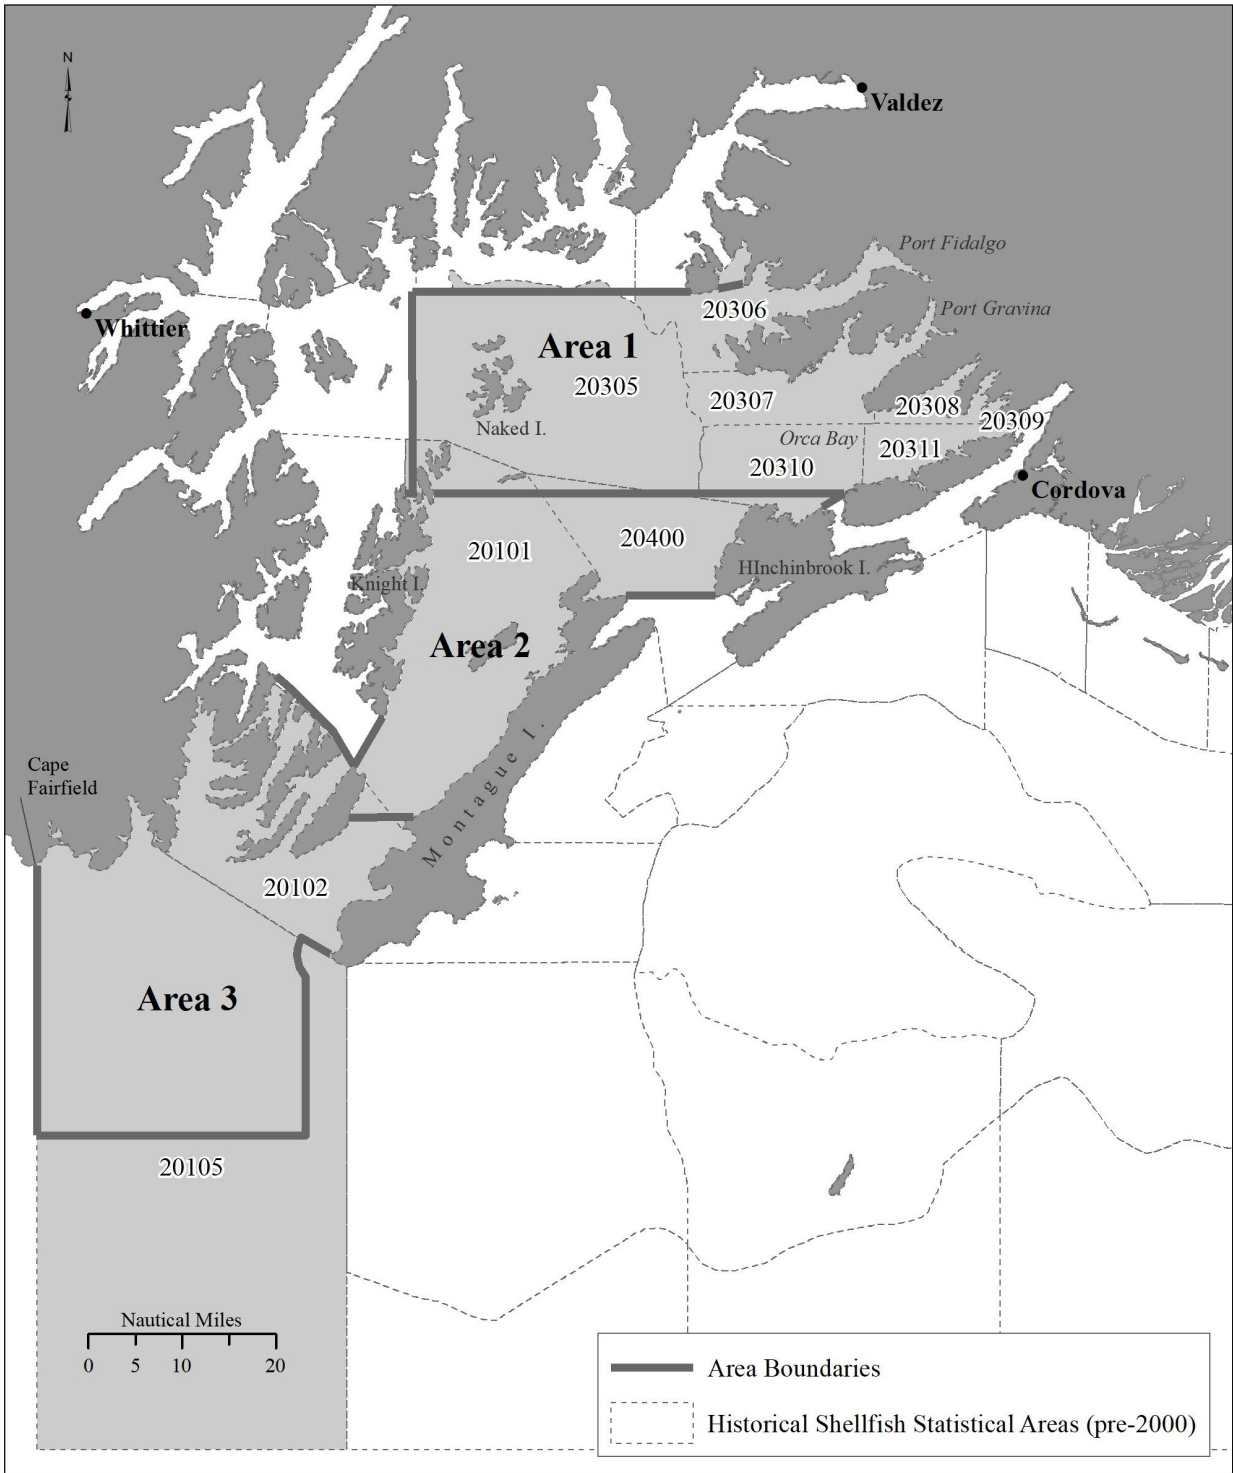 N
Valdez
Port Fidalgo
20306
Port Gravina
Whittier
Area 1
20305
20307
20308
20309
Naked I.
Orca Bay
20311
20310
Cordova
20101
20400
HInchinbrook I.
Knight I.
Area 2
Montague I.
Cape
Fairfield
20102
Area 3
20105
Nautical Miles
0 5 10 20
Area Boundaries
Historical Shellfish Statistical Areas (pre-2000)